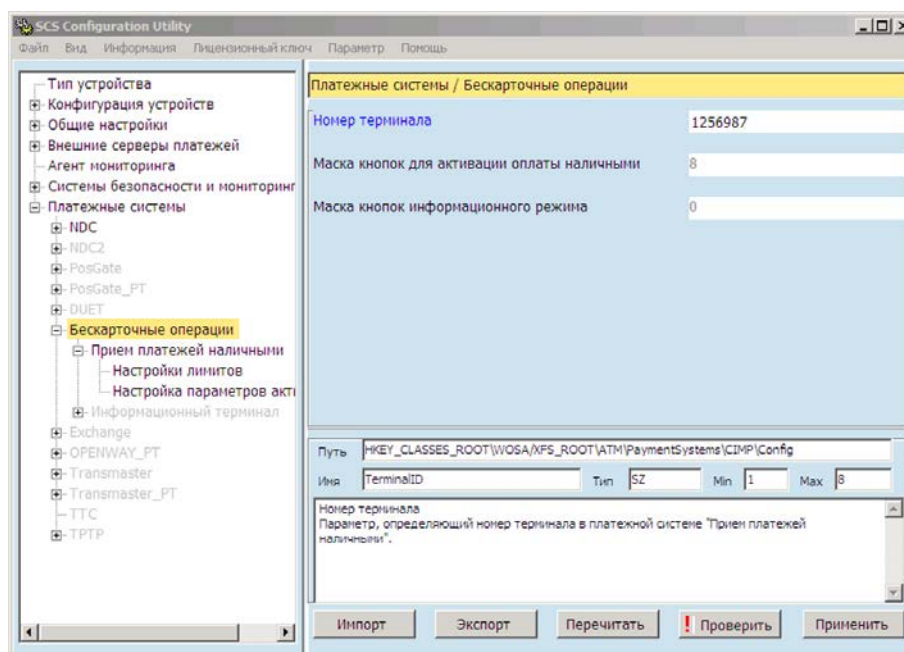 SCS Configuration Utility
Файл Вид Информация Лицензионный ключ Параметр Помощь
Тип устройства
Конфигурация устройств
Общие настройки
Внешние серверы платежей
Агент мониторинга
Системы безопасности и мониторинг
Платежные системы
NDC
NDC2
PosGate
PosGate_PT
DUET
Бескарточные операции
Прием платежей наличными
Настройки лимитов
Настройка параметров акти
Информационный терминал
Exchange
OPENWAY_PT
Transmaster
Transmaster_PT
TTC
TPTP
Платежные системы / Бескарточные операции
Номер терминала 1256987
Маска кнопок для активации оплаты наличными 8
Маска кнопок информационного режима 0
Путь HKEY_CLASSES_ROOT\WOSA/XFS_ROOT\ATM\PaymentSystems\CIMP\Config
Имя TerminalID Тип SZ Min 1 Max 8
Номер терминала
Параметр, определяющий номер терминала в платежной системе "Прием платежей
наличными".
Импорт Экспорт Перечитать ! Проверить Применить